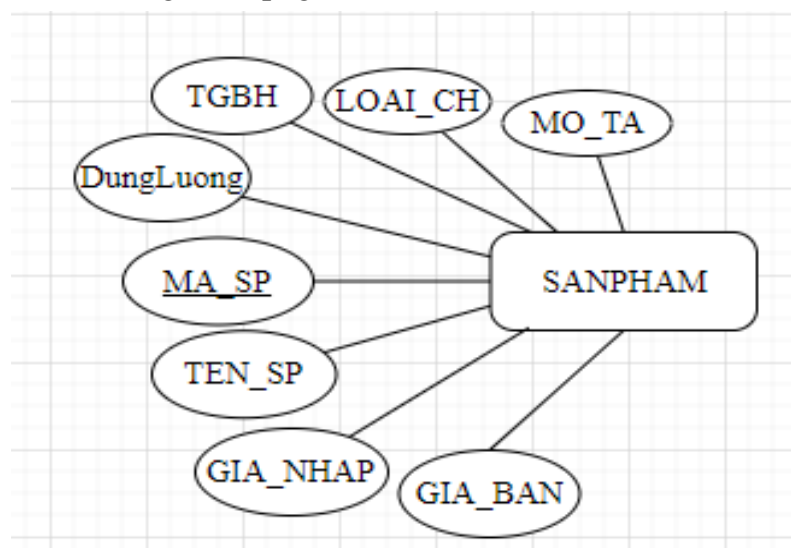 TGBH
LOAI_CH
MO_TA
DungLuong
MA_SP
SANPHAM
TEN_SP
GIA_NHAP
GIA_BAN